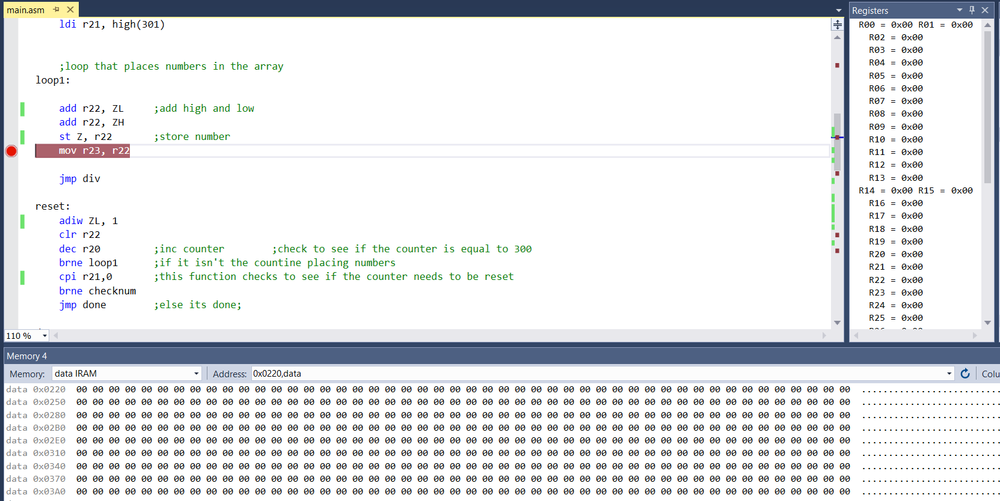 main.asm
ldi r21, high(301)
;loop that places numbers in the array
loop1:
add r22, ZL ;add high and low
add r22, ZH
st Z, r22 ;store number
mov r23, r22
jmp div
reset:
adiw ZL, 1
clr r22
dec r20 ;inc counter ;check to see if the counter is equal to 300
brne loop1 ;if it isn't the countine placing numbers
cpi r21,0 ;this function checks to see if the counter needs to be reset
brne checknum
jmp done ;else its done;
110 %
Registers
R00 = 0x00 R01 = 0x00
R02 = 0x00
R03 = 0x00
R04 = 0x00
R05 = 0x00
R06 = 0x00
R07 = 0x00
R08 = 0x00
R09 = 0x00
R10 = 0x00
R11 = 0x00
R12 = 0x00
R13 = 0x00
R14 = 0x00 R15 = 0x00
R16 = 0x00
R17 = 0x00
R18 = 0x00
R19 = 0x00
R20 = 0x00
R21 = 0x00
R22 = 0x00
R23 = 0x00
R24 = 0x00
R25 = 0x00
Memory 4
Memory: data IRAM Address: 0x0220,data Colu
data 0x0220 00 00 00 00 00 00 00 00 00 00 00 00 00 00 00 00 00 00 00 00 00 00 00 00 00 00 00 00 00 00 00 00 00 00 00 00 00 00 00 00 00 00 00 00 00 00 00 00 ..........................
data 0x0250 00 00 00 00 00 00 00 00 00 00 00 00 00 00 00 00 00 00 00 00 00 00 00 00 00 00 00 00 00 00 00 00 00 00 00 00 00 00 00 00 00 00 00 00 00 00 00 00 ..........................
data 0x0280 00 00 00 00 00 00 00 00 00 00 00 00 00 00 00 00 00 00 00 00 00 00 00 00 00 00 00 00 00 00 00 00 00 00 00 00 00 00 00 00 00 00 00 00 00 00 00 00 ..........................
data 0x02B0 00 00 00 00 00 00 00 00 00 00 00 00 00 00 00 00 00 00 00 00 00 00 00 00 00 00 00 00 00 00 00 00 00 00 00 00 00 00 00 00 00 00 00 00 00 00 00 00 ..........................
data 0x02E0 00 00 00 00 00 00 00 00 00 00 00 00 00 00 00 00 00 00 00 00 00 00 00 00 00 00 00 00 00 00 00 00 00 00 00 00 00 00 00 00 00 00 00 00 00 00 00 00 ..........................
data 0x0310 00 00 00 00 00 00 00 00 00 00 00 00 00 00 00 00 00 00 00 00 00 00 00 00 00 00 00 00 00 00 00 00 00 00 00 00 00 00 00 00 00 00 00 00 00 00 00 00 ..........................
data 0x0340 00 00 00 00 00 00 00 00 00 00 00 00 00 00 00 00 00 00 00 00 00 00 00 00 00 00 00 00 00 00 00 00 00 00 00 00 00 00 00 00 00 00 00 00 00 00 00 00 ..........................
data 0x0370 00 00 00 00 00 00 00 00 00 00 00 00 00 00 00 00 00 00 00 00 00 00 00 00 00 00 00 00 00 00 00 00 00 00 00 00 00 00 00 00 00 00 00 00 00 00 00 00 ..........................
data 0x03A0 00 00 00 00 00 00 00 00 00 00 00 00 00 00 00 00 00 00 00 00 00 00 00 00 00 00 00 00 00 00 00 00 00 00 00 00 00 00 00 00 00 00 00 00 00 00 00 00 ..........................